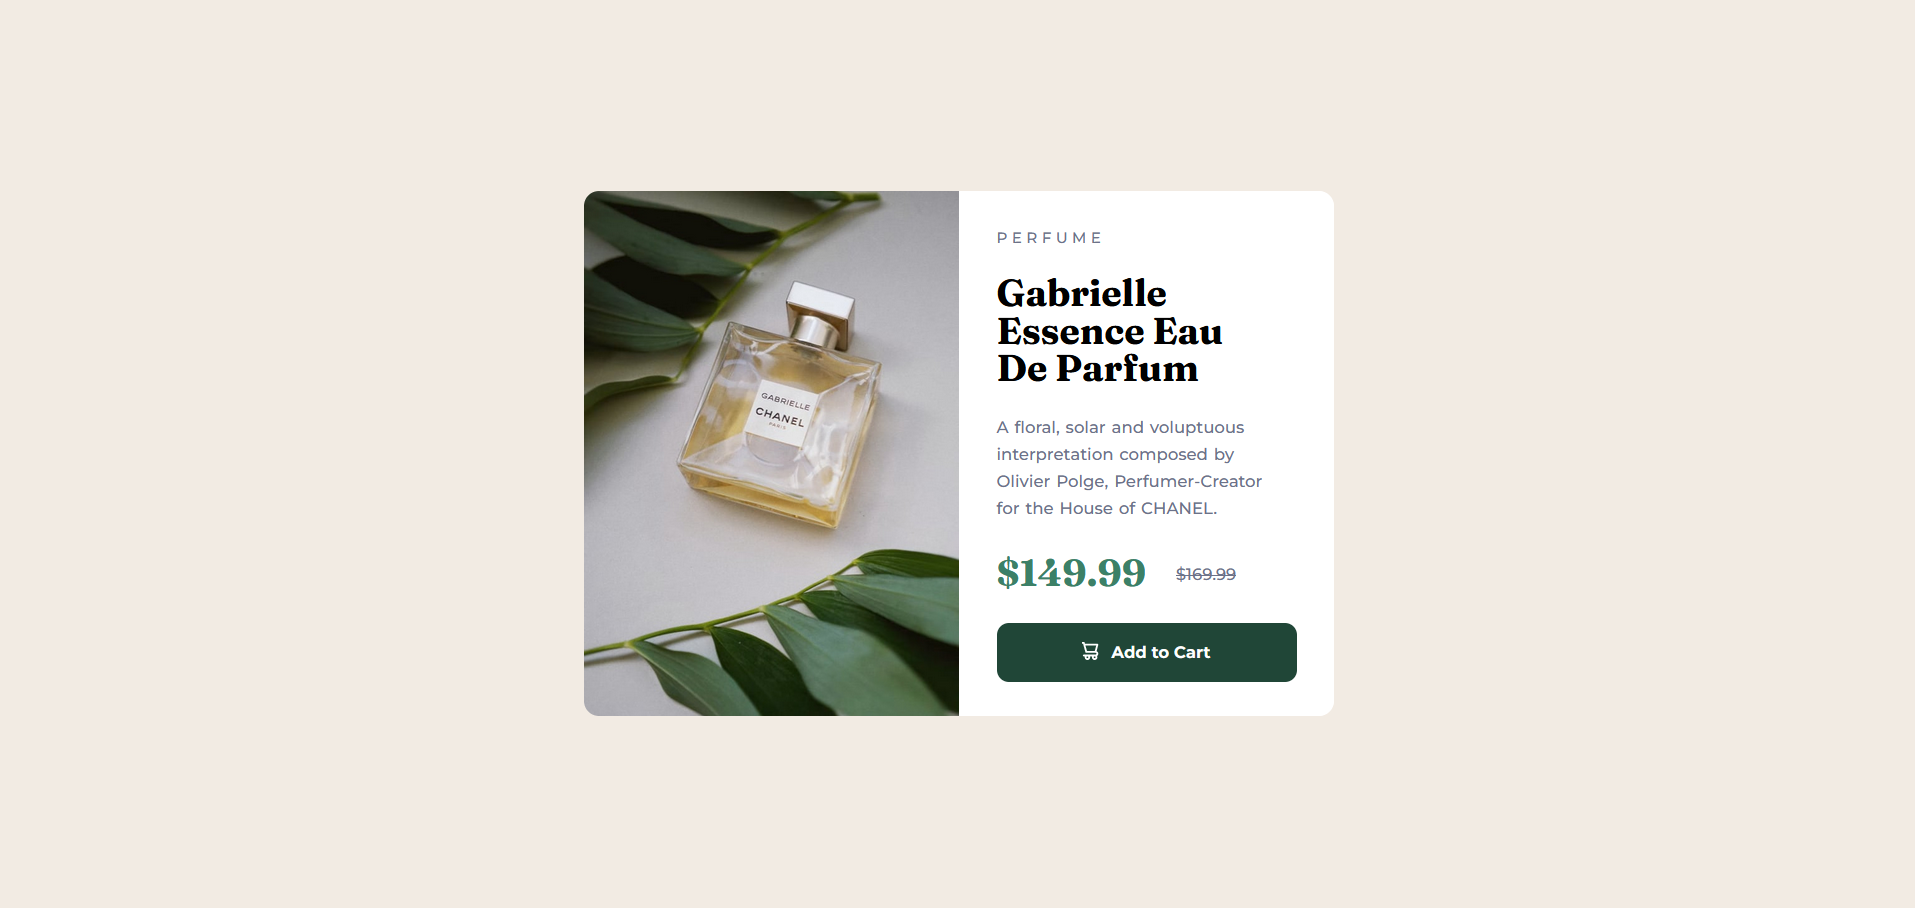 GABRIELLE
CHANEL
PARIS
PERFUME
Gabrielle
Essence Eau
De Parfum
A floral, solar and voluptuous
interpretation composed by
Olivier Polge, Perfumer-Creator
for the House of CHANEL.
$149.99 $169.99
Add to Cart